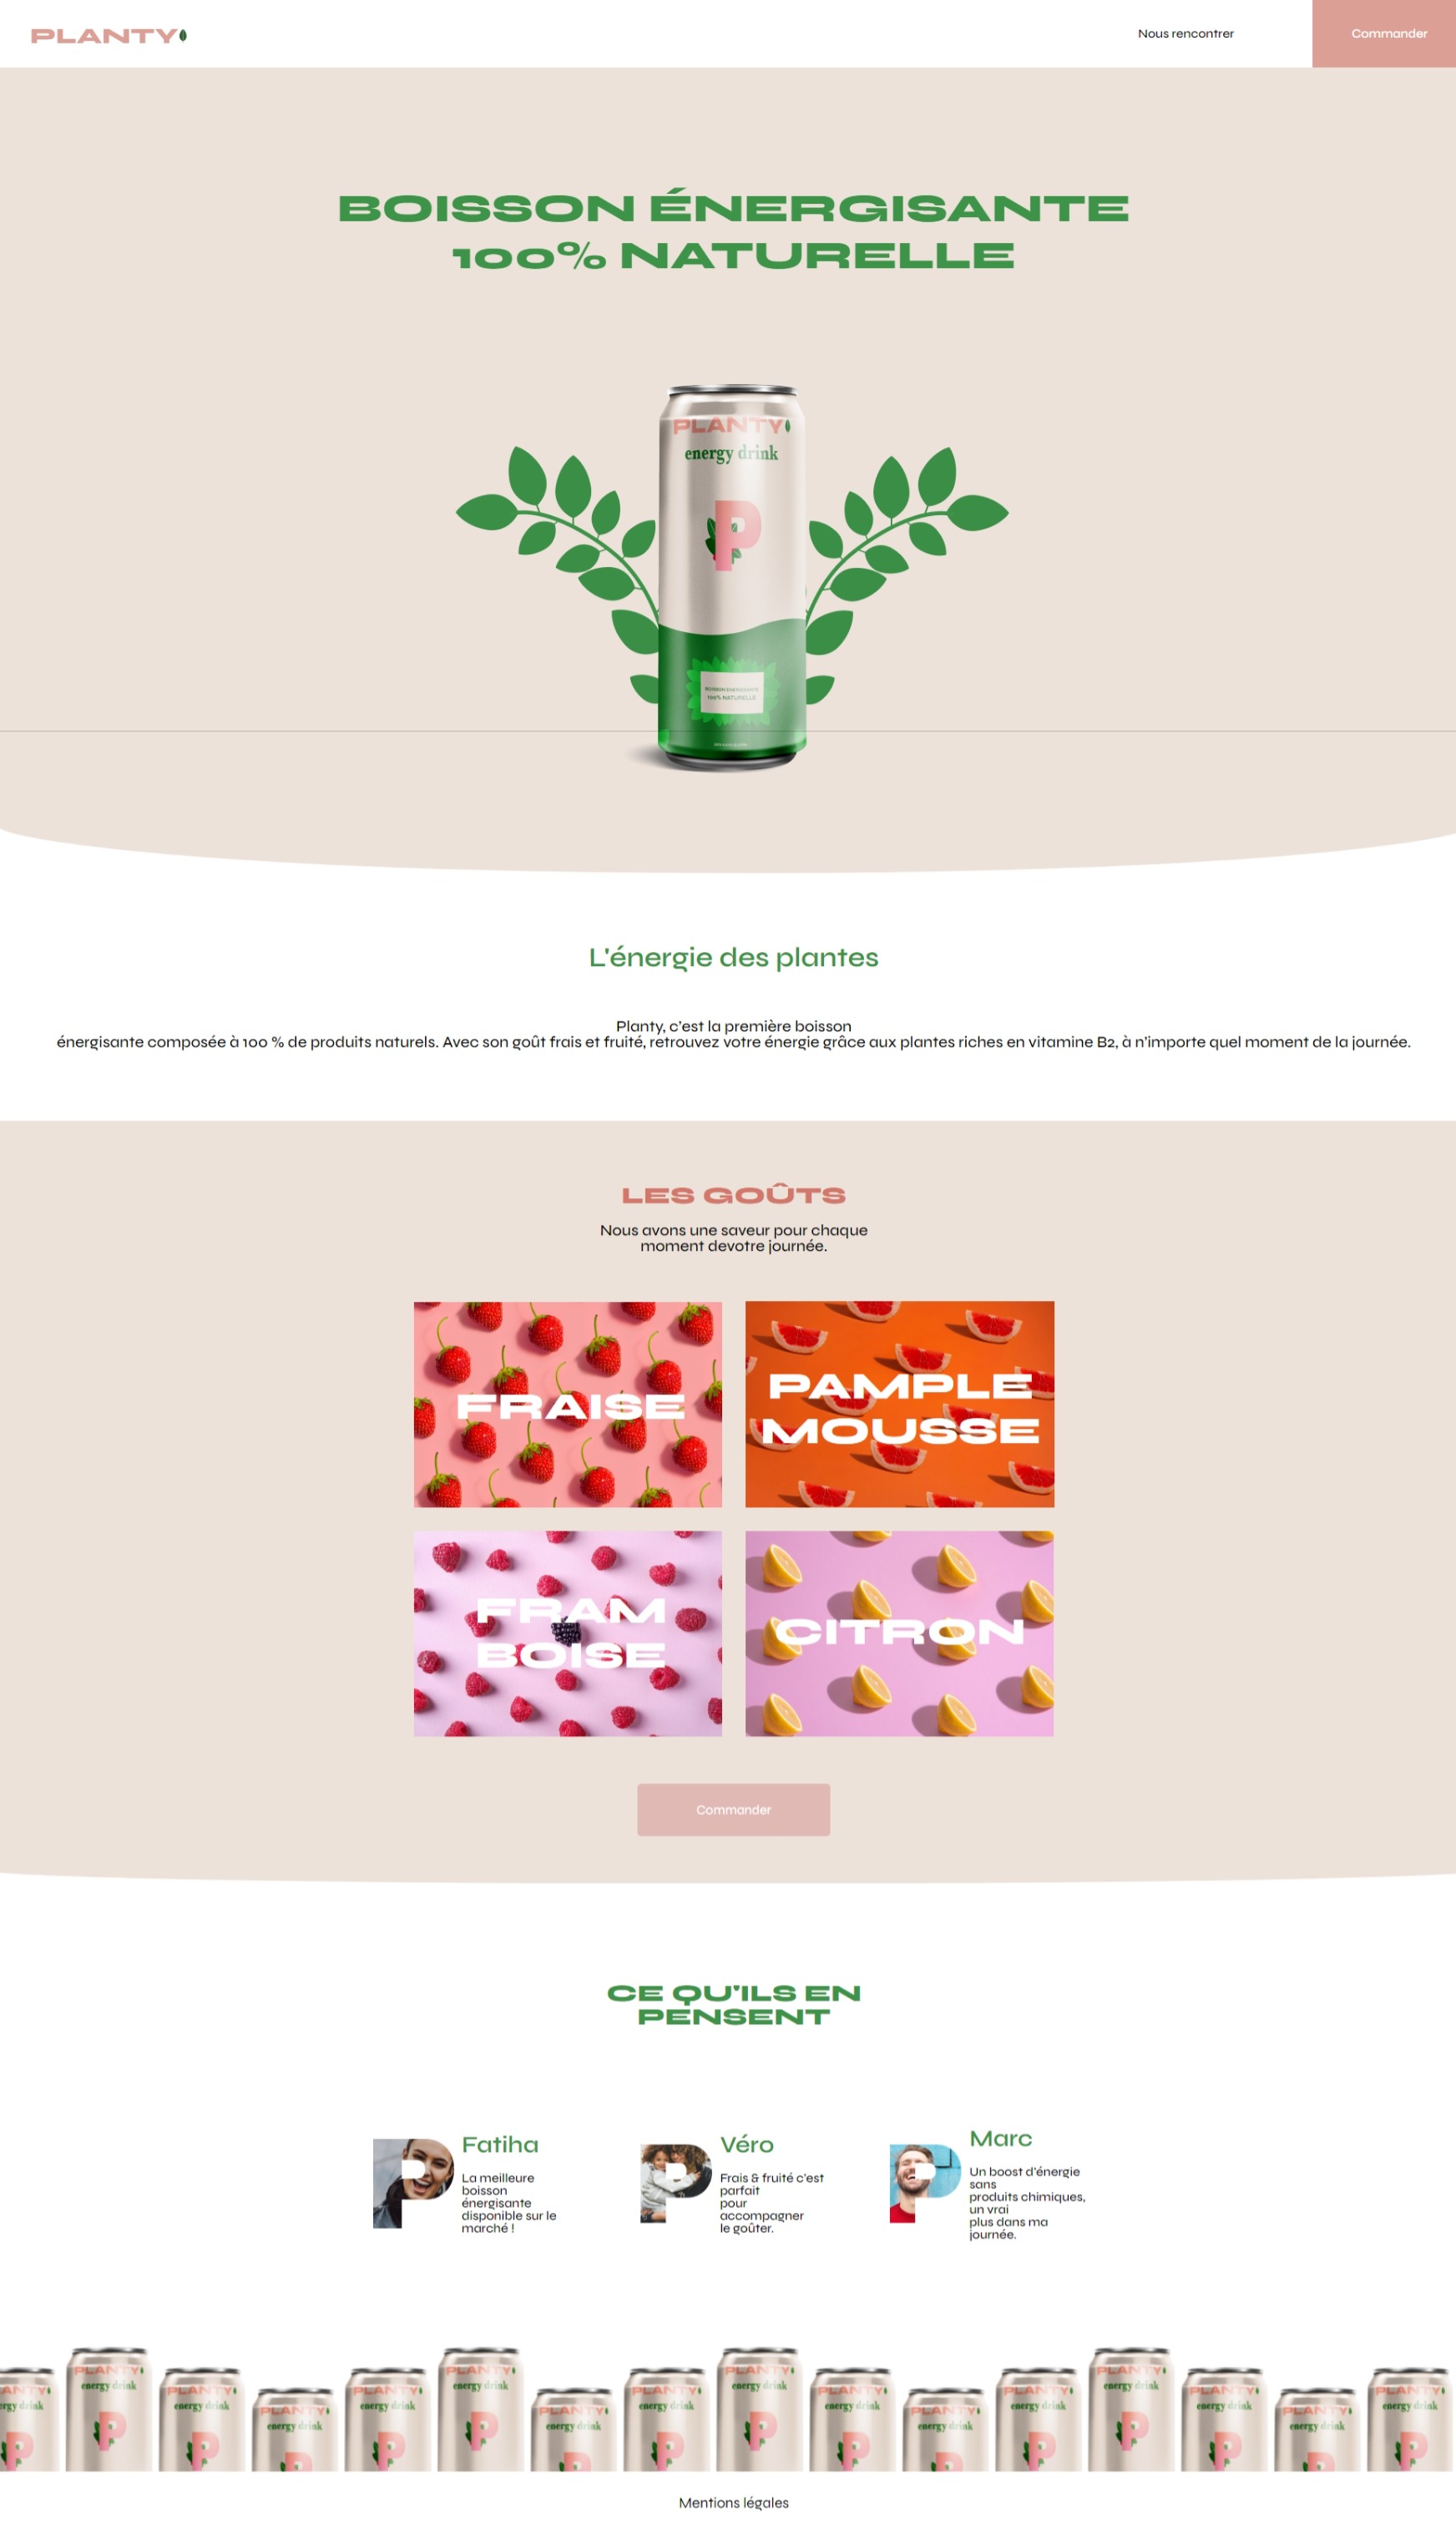 PLANTY
Nous rencontrer
Commander
BOISSON ÉNERGISANTE
100% NATURELLE
PLANTY
energy drink
P
BOISSON ÉNERGISANTE
100% NATURELLE
L'énergie des plantes
Planty, c'est la première boisson
énergisante composée à 100 % de produits naturels. Avec son goût frais et fruité, retrouvez votre énergie grâce aux plantes riches en vitamine B2, à n'importe quel moment de la journée.
LES GOÛTS
Nous avons une saveur pour chaque
moment devotre journée.
FRAISE
PAMPLE
MOUSSE
FRAM
BOISE
CITRON
Commander
CE QU'ILS EN
PENSENT
Fatiha
La meilleure
boisson
énergisante
disponible sur le
marché !
Véro
Frais & fruité c'est
parfait
pour
accompagner
le goûter.
Marc
Un boost d'énergie
sans
produits chimiques,
un vrai
plus dans ma
journée.
PLANTY
energy drink
P
Mentions légales